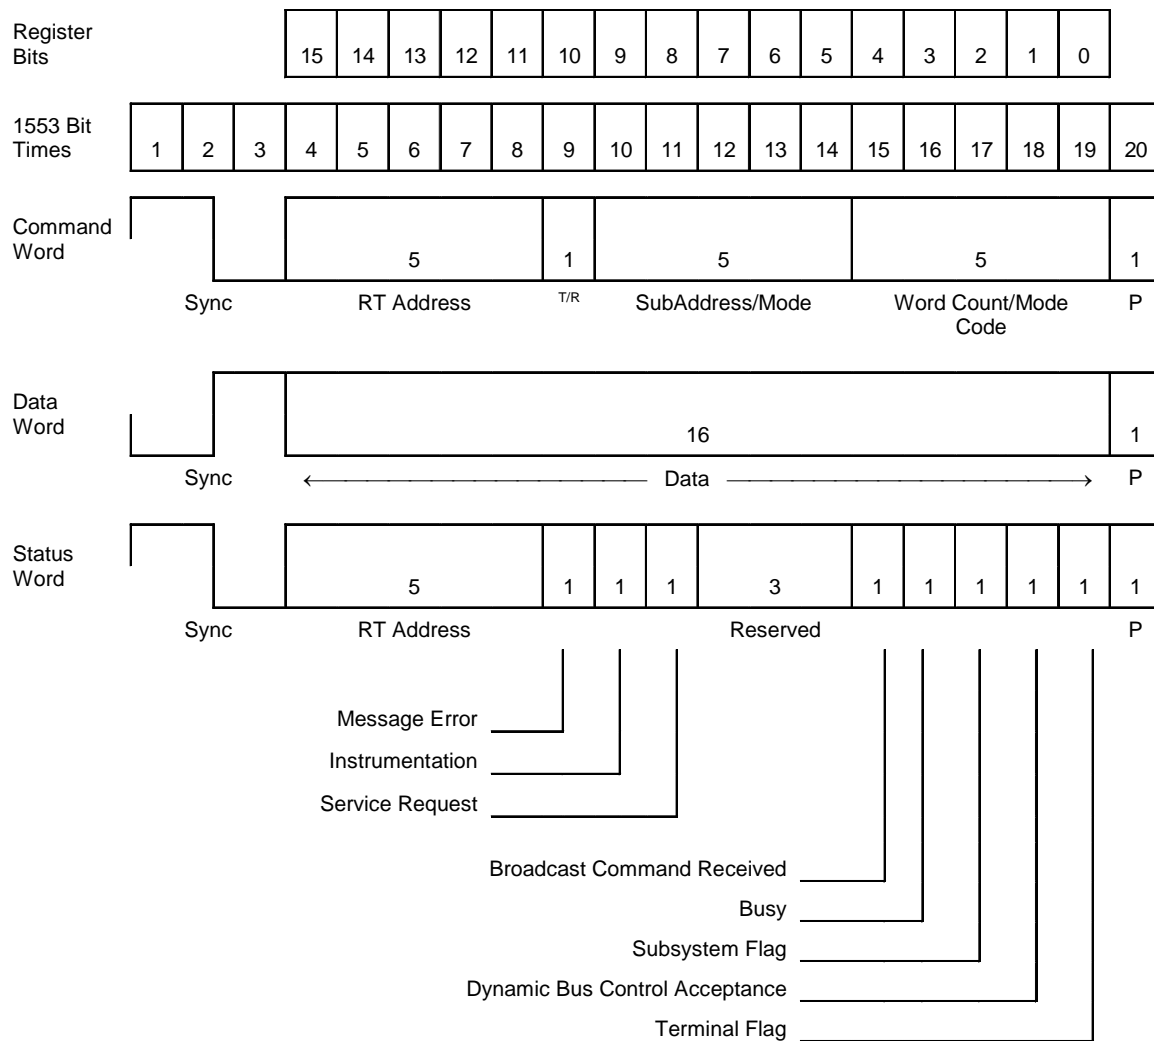 Register
Bits
15 14 13 12 11 10 9 8 7 6 5 4 3 2 1 0
1553 Bit
Times
1 2 3 4 5 6 7 8 9 10 11 12 13 14 15 16 17 18 19 20
Command
Word
5 1 5 5 1
Sync RT Address T/R SubAddress/Mode Word Count/Mode P
Code
Data
Word
16 1
Sync Data P
Status
Word
5 1 1 1 3 1 1 1 1 1 1
Sync RT Address Reserved P
Message Error
Instrumentation
Service Request
Broadcast Command Received
Busy
Subsystem Flag
Dynamic Bus Control Acceptance
Terminal Flag